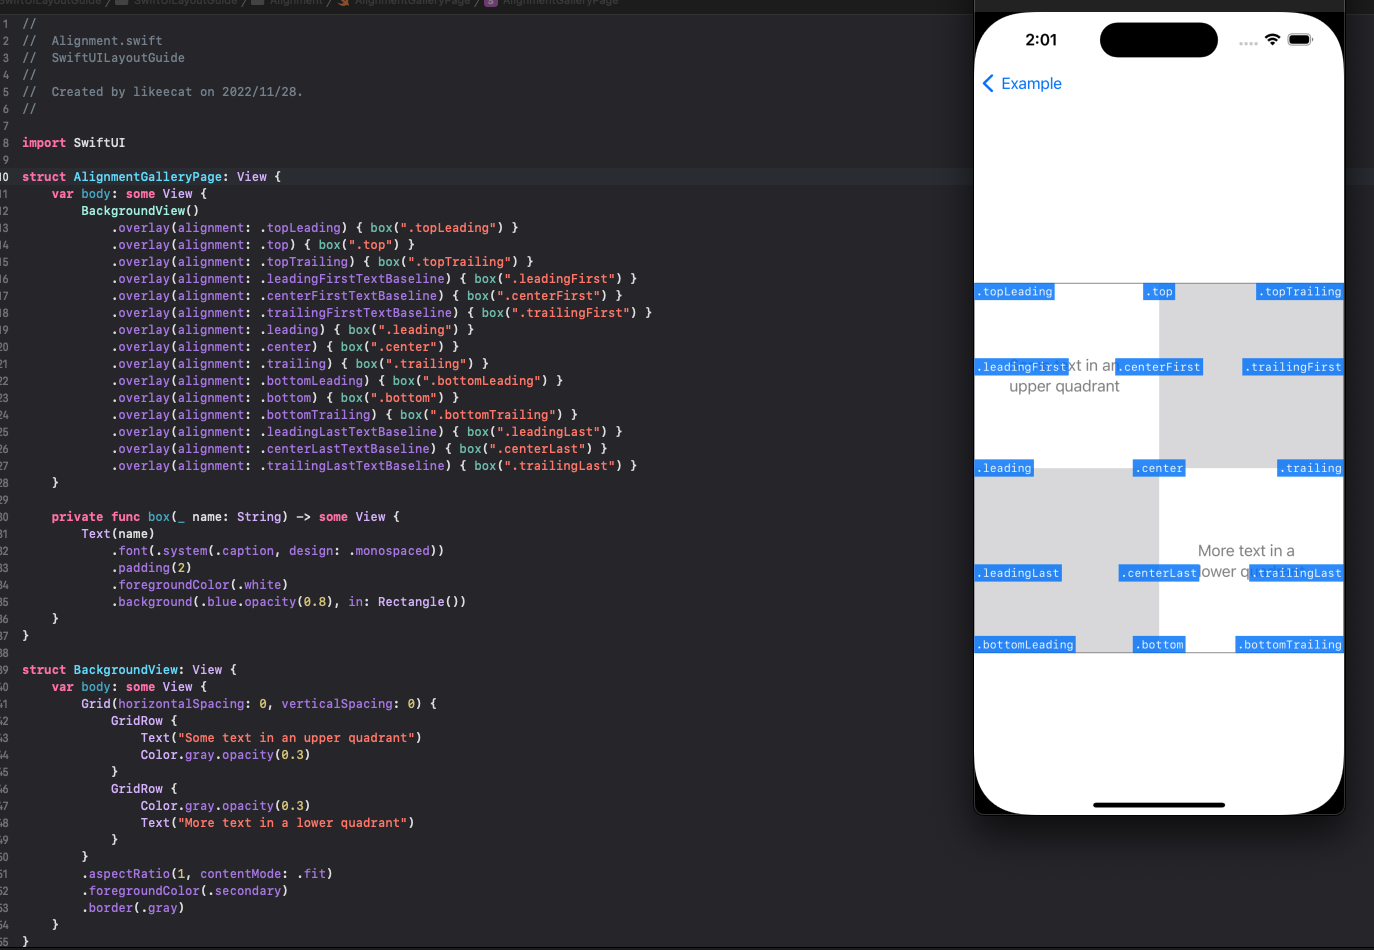 SwiftUILayoutGuide / SwiftUILayoutGuide / Alignment / AlignmentGalleryPage / S AlignmentGalleryPage
1 //
2 //  Alignment.swift
3 //  SwiftUILayoutGuide
4 //
5 //  Created by likeecat on 2022/11/28.
6 //
7
8 import SwiftUI
9
10 struct AlignmentGalleryPage: View {
11     var body: some View {
12         BackgroundView()
13             .overlay(alignment: .topLeading) { box(".topLeading") }
14             .overlay(alignment: .top) { box(".top") }
15             .overlay(alignment: .topTrailing) { box(".topTrailing") }
16             .overlay(alignment: .leadingFirstTextBaseline) { box(".leadingFirst") }
17             .overlay(alignment: .centerFirstTextBaseline) { box(".centerFirst") }
18             .overlay(alignment: .trailingFirstTextBaseline) { box(".trailingFirst") }
19             .overlay(alignment: .leading) { box(".leading") }
20             .overlay(alignment: .center) { box(".center") }
21             .overlay(alignment: .trailing) { box(".trailing") }
22             .overlay(alignment: .bottomLeading) { box(".bottomLeading") }
23             .overlay(alignment: .bottom) { box(".bottom") }
24             .overlay(alignment: .bottomTrailing) { box(".bottomTrailing") }
25             .overlay(alignment: .leadingLastTextBaseline) { box(".leadingLast") }
26             .overlay(alignment: .centerLastTextBaseline) { box(".centerLast") }
27             .overlay(alignment: .trailingLastTextBaseline) { box(".trailingLast") }
28     }
29
30     private func box(_ name: String) -> some View {
31         Text(name)
32             .font(.system(.caption, design: .monospaced))
33             .padding(2)
34             .foregroundColor(.white)
35             .background(.blue.opacity(0.8), in: Rectangle())
36     }
37 }
38
39 struct BackgroundView: View {
40     var body: some View {
41         Grid(horizontalSpacing: 0, verticalSpacing: 0) {
42             GridRow {
43                 Text("Some text in an upper quadrant")
44                 Color.gray.opacity(0.3)
45             }
46             GridRow {
47                 Color.gray.opacity(0.3)
48                 Text("More text in a lower quadrant")
49             }
50         }
51         .aspectRatio(1, contentMode: .fit)
52         .foregroundColor(.secondary)
53         .border(.gray)
54     }
55 }
2:01
Example
.topLeading .top .topTrailing
.leadingFirst xt in an .centerFirst .trailingFirst
upper quadrant
.leading .center .trailing
More text in a
.leadingLast .centerLast lower q .trailingLast
.bottomLeading .bottom .bottomTrailing